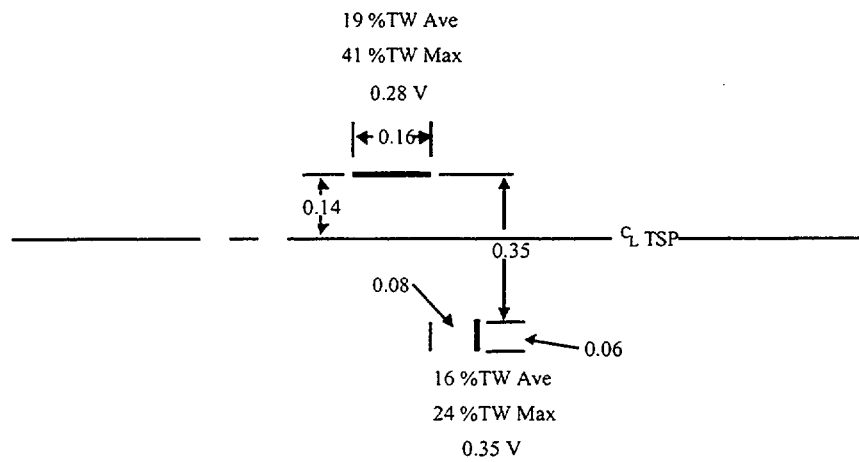 19 %TW Ave
41 %TW Max
0.28 V
0.16
0.14
CL TSP
0.35
0.08
0.06
16 %TW Ave
24 %TW Max
0.35 V